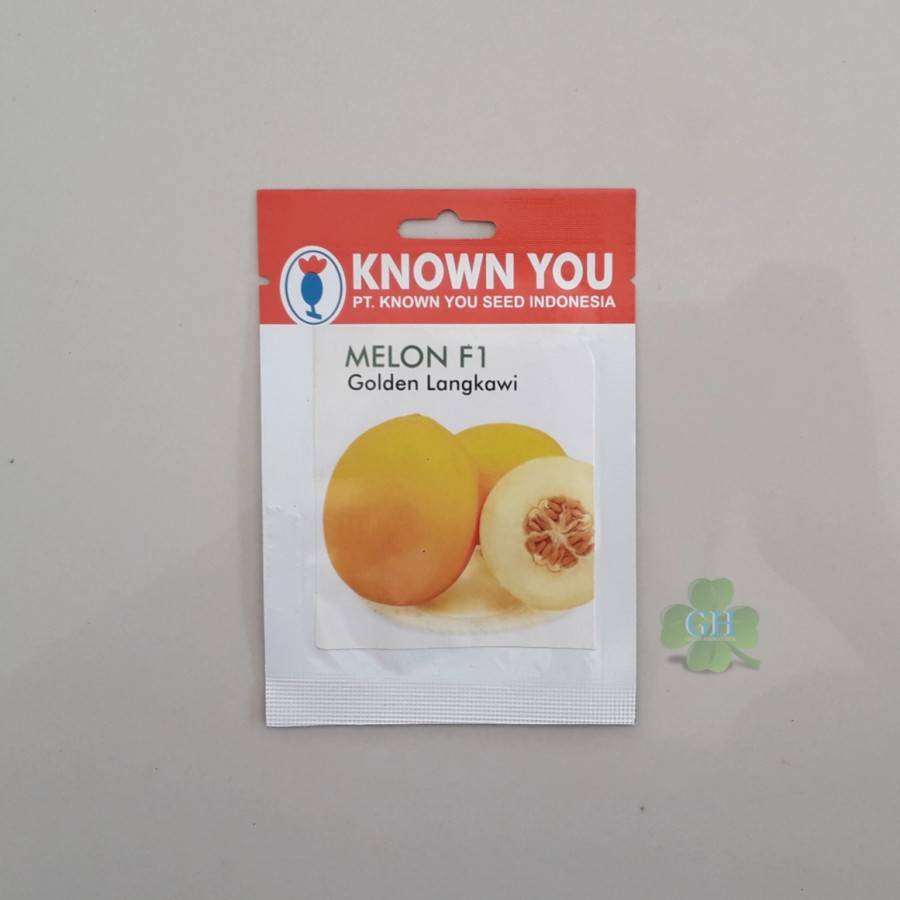 KNOWN YOU
PT. KNOWN YOU SEED INDONESIA
MELON F1
Golden Langkawi
GH